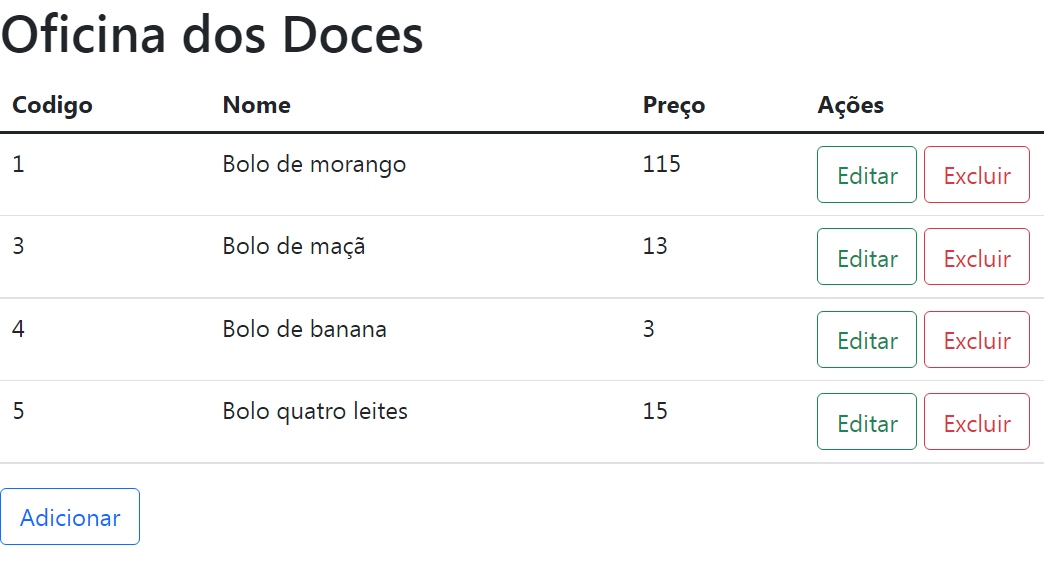 Oficina dos Doces
Codigo Nome Preço Ações
1 Bolo de morango 115 Editar Excluir
3 Bolo de maçã 13 Editar Excluir
4 Bolo de banana 3 Editar Excluir
5 Bolo quatro leites 15 Editar Excluir
Adicionar